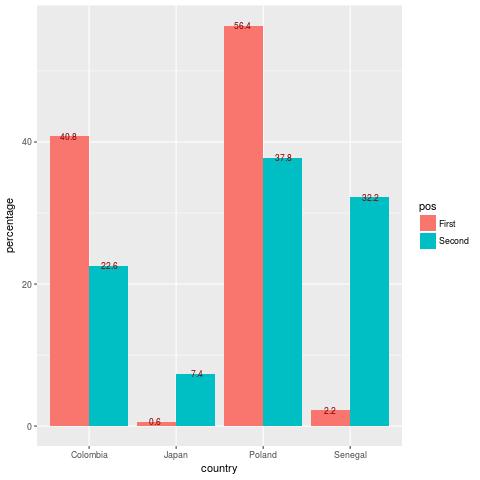 56.4
40.8
37.8
32.2
22.6
7.4
0.6
2.2
40
20
0
percentage
Colombia Japan Poland Senegal
country
pos
First
Second